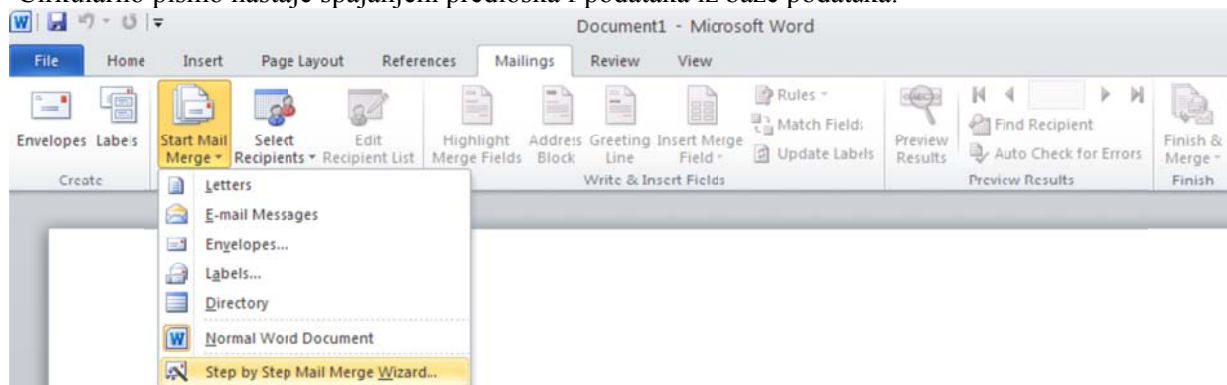 Cirkularno pismo nastaje spajanjem predloška i podataka iz baze podataka.
Document1 - Microsoft Word
File Home Insert Page Layout References Mailings Review View
Envelopes Labels Start Mail Merge Select Recipients Edit Recipient List Highlight Merge Fields Address Block Greeting Line Insert Merge Field Rules Match Fields Update Labels Preview Results Find Recipient Auto Check for Errors Finish & Merge
Create Write & Insert Fields Preview Results Finish
Letters
E-mail Messages
Envelopes...
Labels...
Directory
Normal Word Document
Step by Step Mail Merge Wizard...